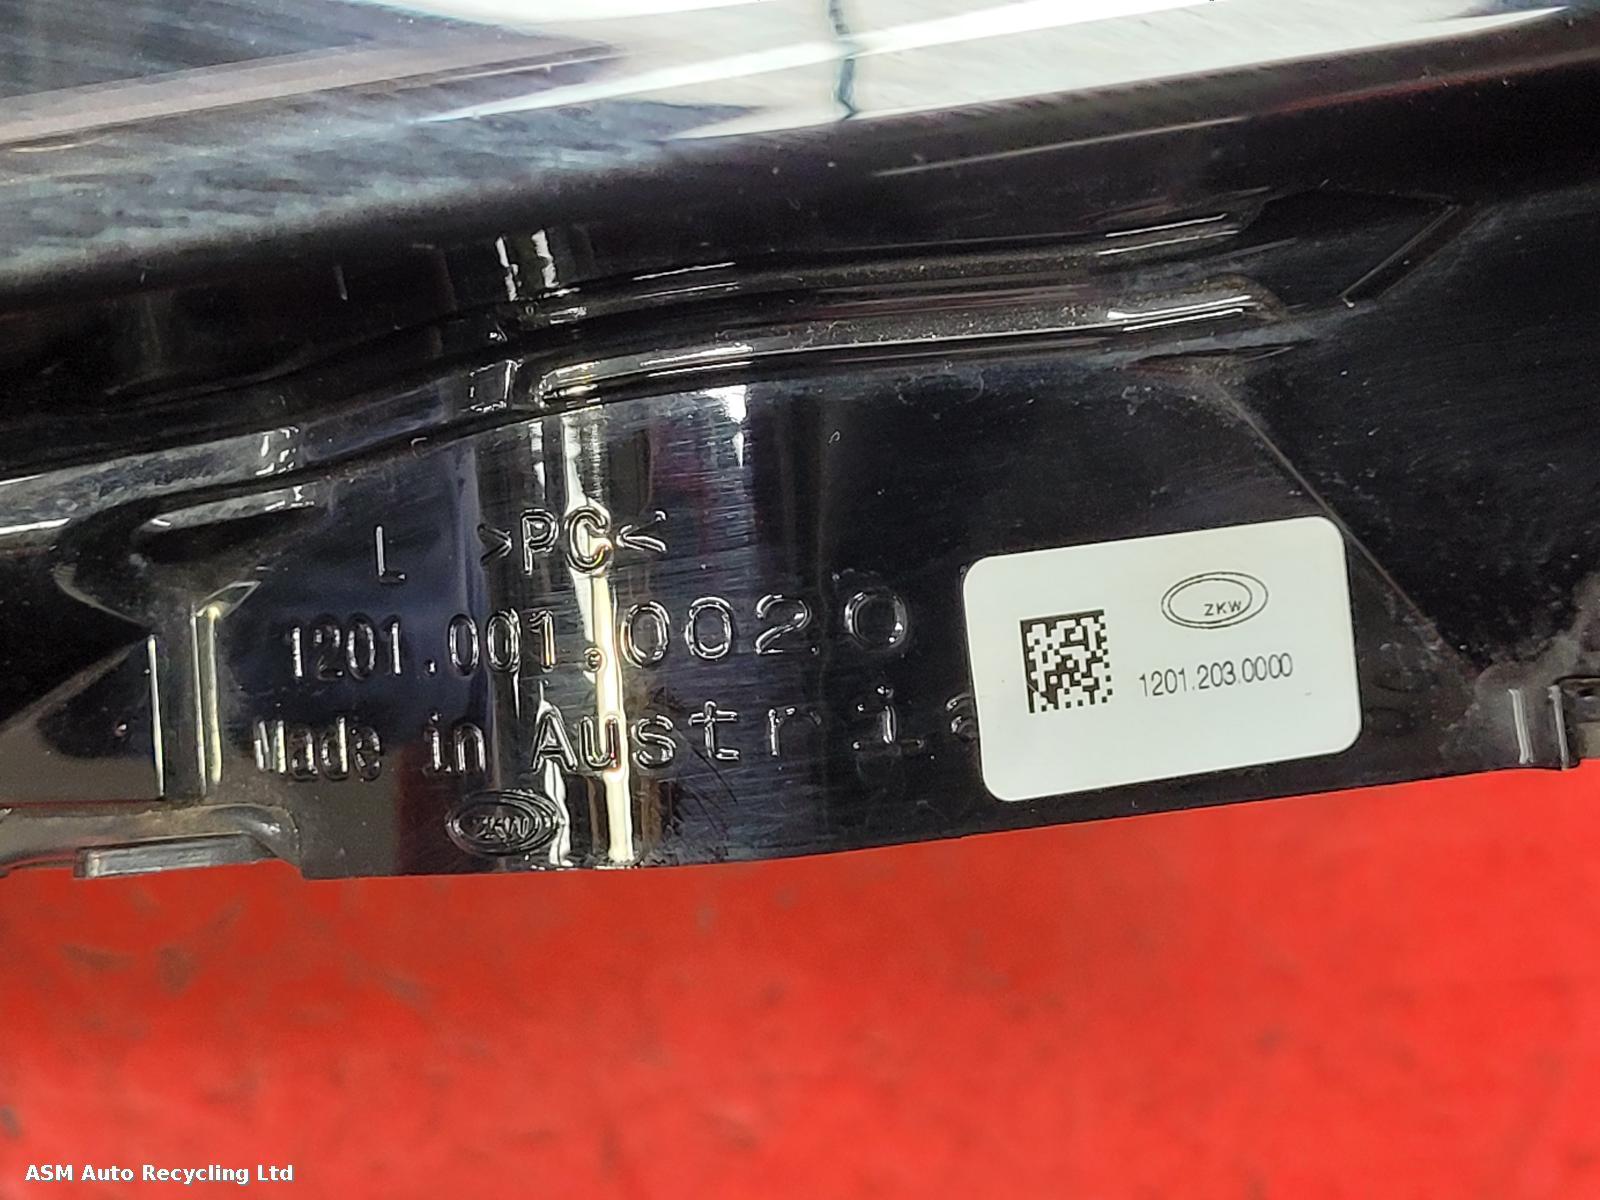 L >PC<
1201.001.0020
Made in Austria
ZKW
ZKW
1201.203.0000
ASM Auto Recycling Ltd